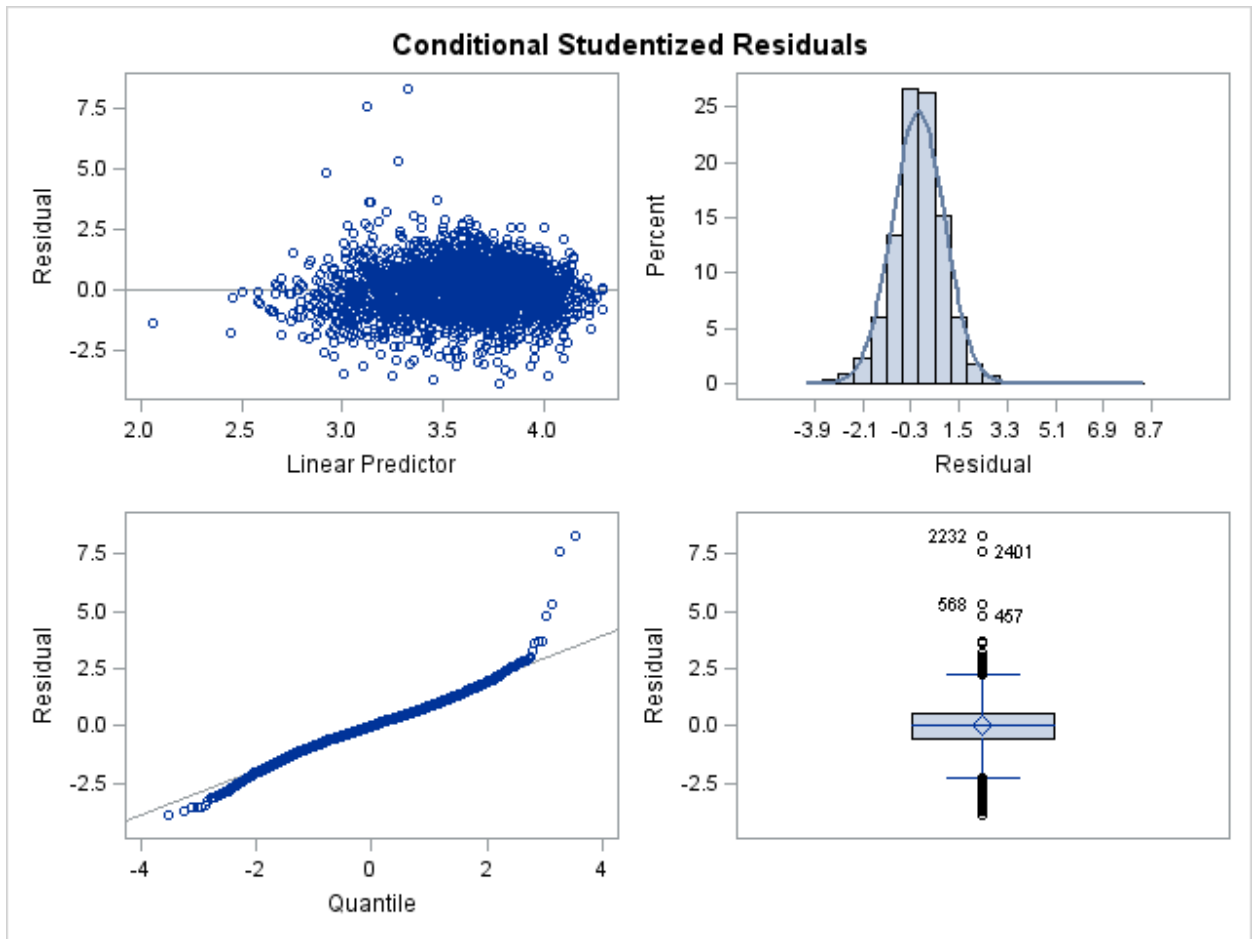 Conditional Studentized Residuals
7.5
5.0
2.5
0.0
-2.5
Residual
2.0 2.5 3.0 3.5 4.0
Linear Predictor
25
20
15
10
5
0
Percent
-3.9 -2.1 -0.3 1.5 3.3 5.1 6.9 8.7
Residual
7.5
5.0
2.5
0.0
-2.5
Residual
-4 -2 0 2 4
Quantile
7.5
5.0
2.5
0.0
-2.5
Residual
2232
2401
568
457